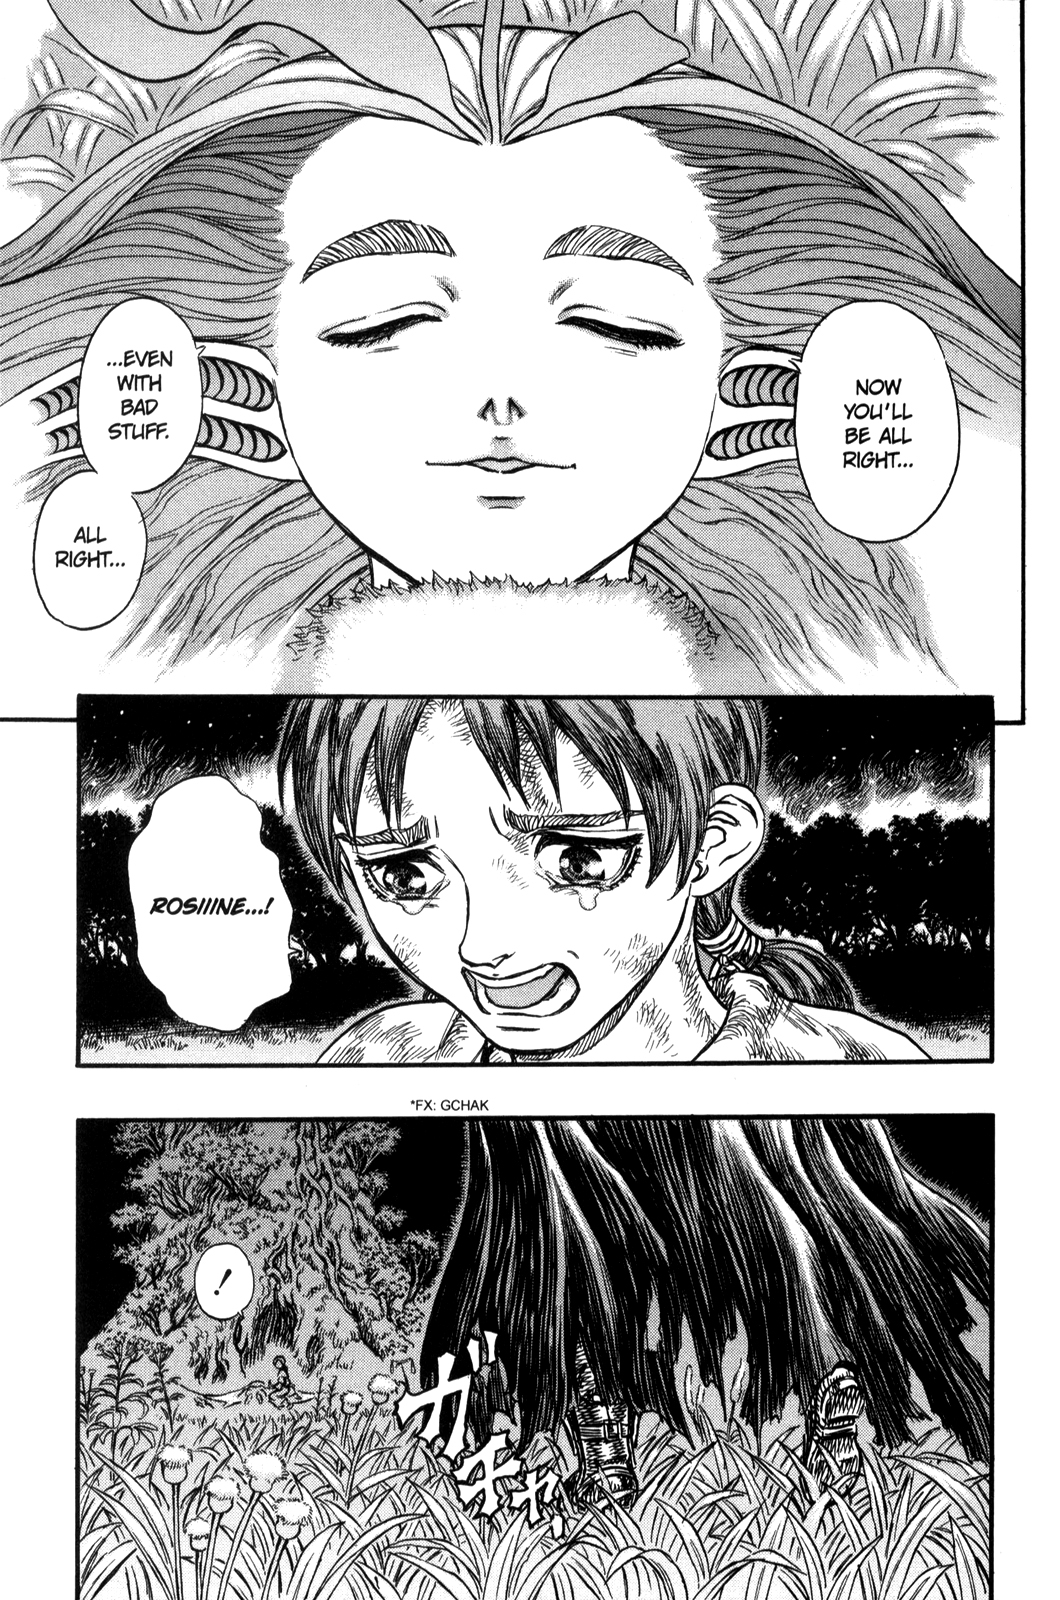 NOW
YOU'LL
BE ALL
RIGHT...
...EVEN
WITH
BAD
STUFF.
ALL
RIGHT...
ROSIIINE...!
*FX: GCHAK
!
ガチャ